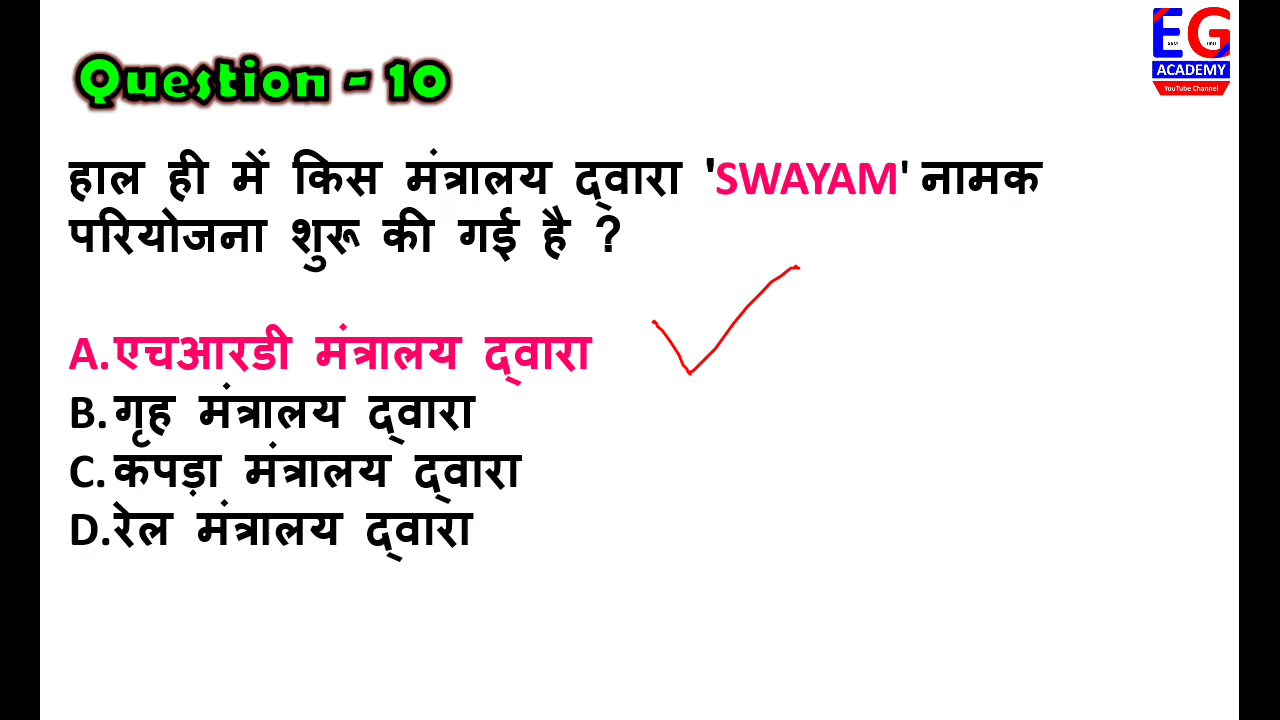 EG
ACADEMY
YouTube Channel
Question - 10
हाल ही में किस मंत्रालय द्वारा 'SWAYAM' नामक
परियोजना शुरू की गई है ?
A.एचआरडी मंत्रालय द्वारा
B.गृह मंत्रालय द्वारा
C.कपड़ा मंत्रालय द्वारा
D.रेल मंत्रालय द्वारा